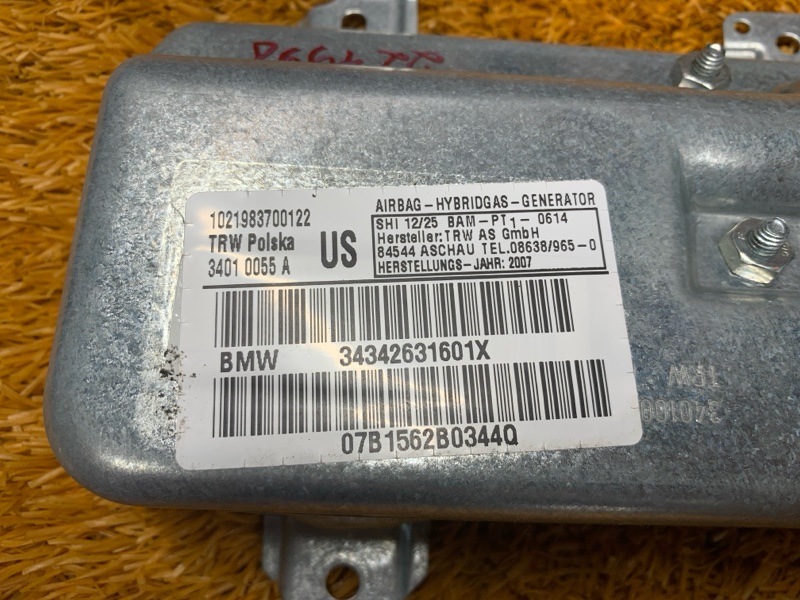 1021983700122
TRW Polska
3401 0055 A
US
AIRBAG-HYBRIDGAS-GENERATOR
SHI 12/25 BAM-PT1-0614
Hersteller:TRW AS GmbH
84544 ASCHAU TEL.08638/965-0
HERSTELLUNGS-JAHR: 2007
BMW 34342631601X
07B1562B0344Q
TRW